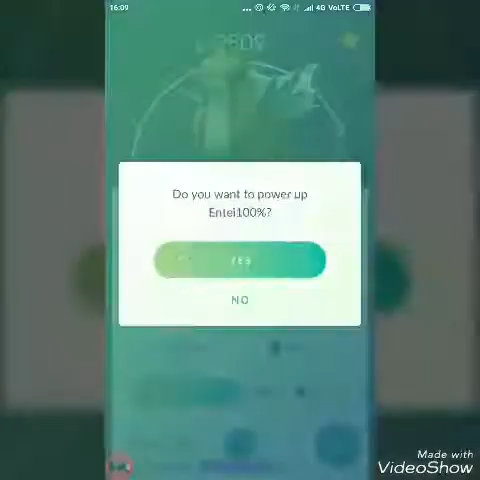 16:09
4G VoLTE
Do you want to power up
Entei100%?
YES
NO
Made with
VideoShow